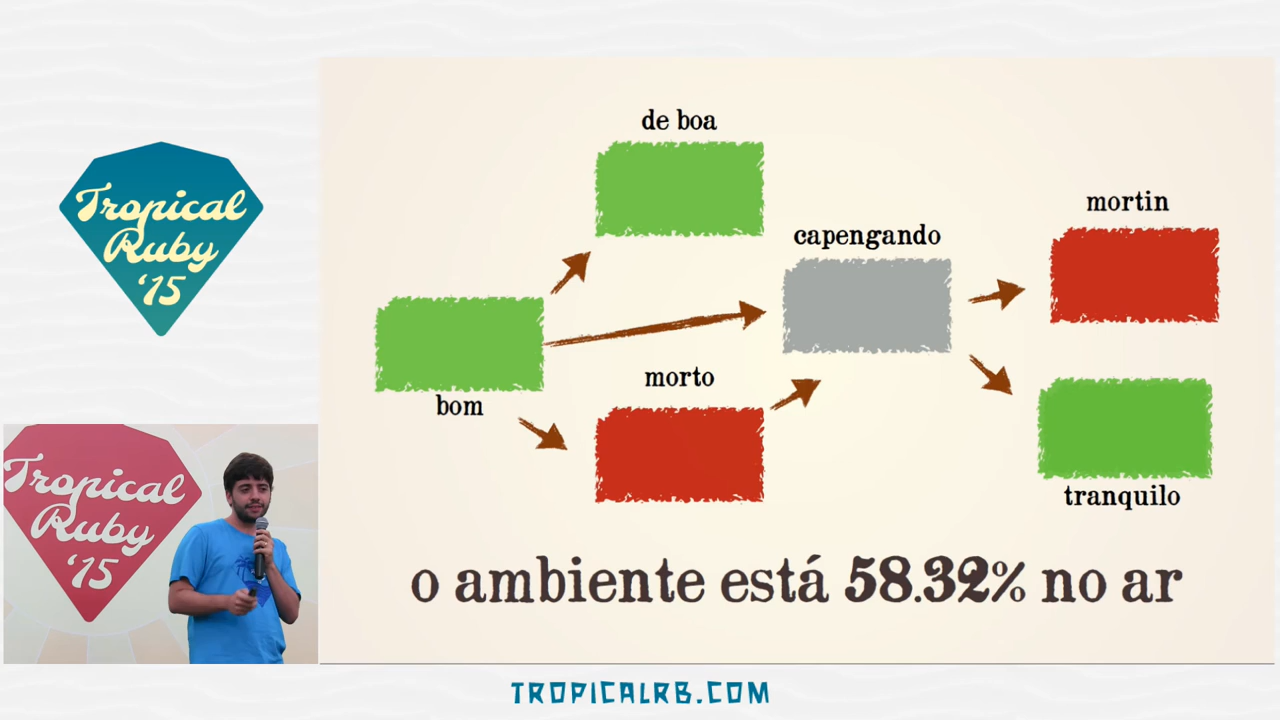 Tropical
Ruby
'15
de boa
mortin
capengando
morto
bom
tranquilo
o ambiente está 58.32% no ar
Tropical
Ruby
'15
TROPICALRB.COM